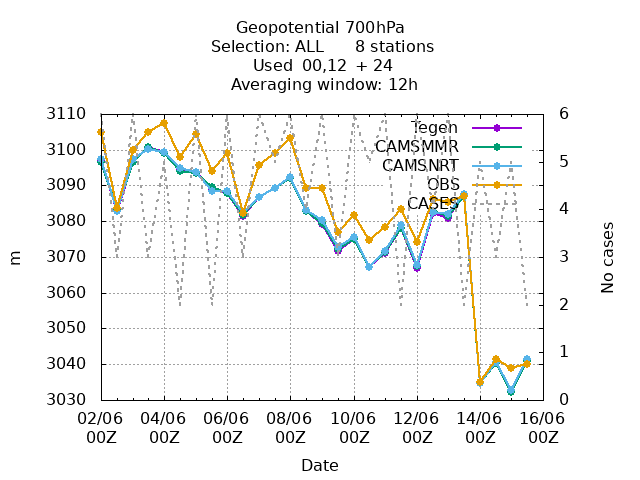 Geopotential 700hPa
Selection: ALL 8 stations
Used 00,12 + 24
Averaging window: 12h
3110
3100
3090
3080
3070
3060
3050
3040
3030
m
6
5
4
3
2
1
0
No cases
Tegen
CAMSMMR
CAMSNRT
OBS
CASES
02/06 04/06 06/06 08/06 10/06 12/06 14/06 16/06
00Z 00Z 00Z 00Z 00Z 00Z 00Z 00Z
Date